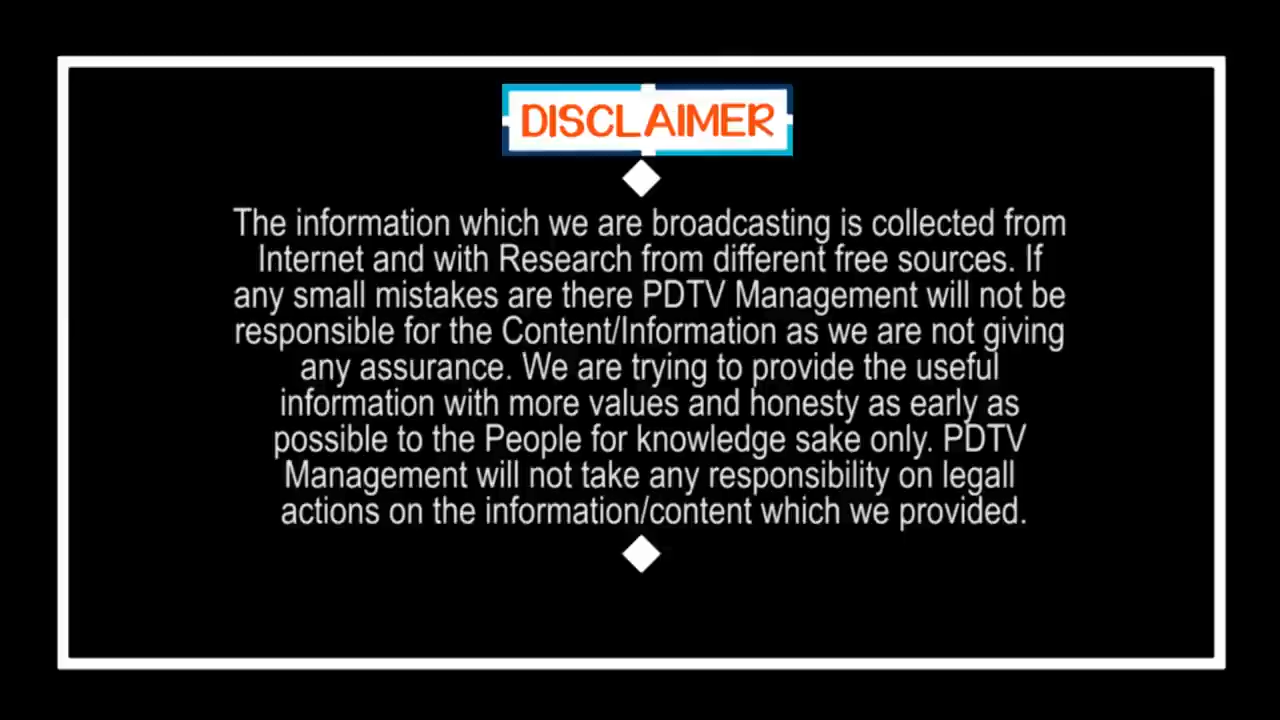 DISCLAIMER
The information which we are broadcasting is collected from
Internet and with Research from different free sources. If
any small mistakes are there PDTV Management will not be
responsible for the Content/Information as we are not giving
any assurance. We are trying to provide the useful
information with more values and honesty as early as
possible to the People for knowledge sake only. PDTV
Management will not take any responsibility on legall
actions on the information/content which we provided.